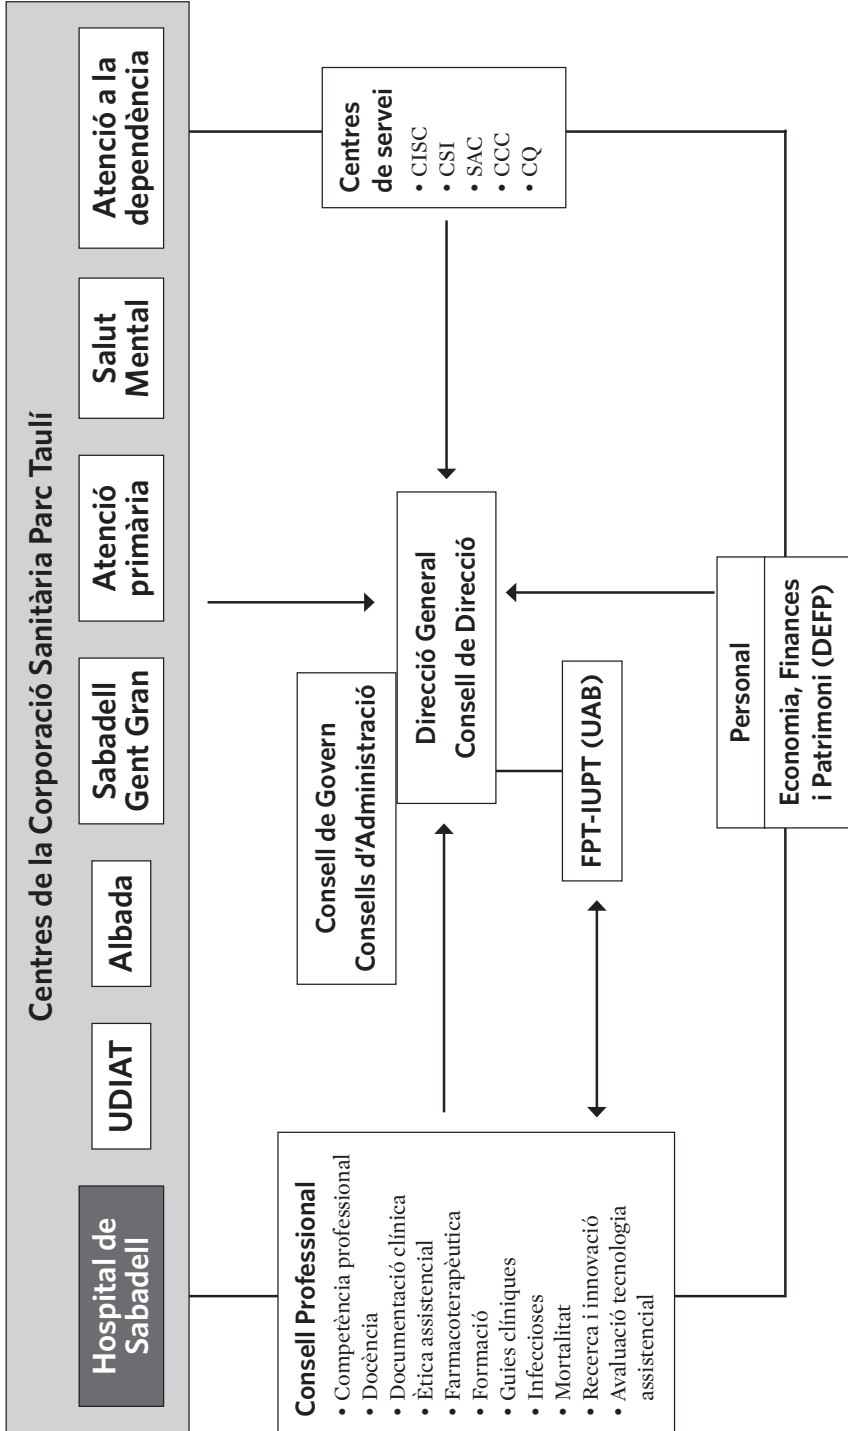 Centres de la Corporació Sanitària Parc Taulí
Hospital de
Sabadell
UDIAT
Albada
Sabadell
Gent Gran
Atenció
primària
Salut
Mental
Atenció a la
dependència
Consell Professional
• Competència professional
• Docència
• Documentació clínica
• Ètica assistencial
• Farmacoterapèutica
• Formació
• Guies clíniques
• Infeccioses
• Mortalitat
• Recerca i innovació
• Avaluació tecnologia
assistencial
Consell de Govern
Consells d'Administració
Direcció General
Consell de Direcció
FPT-IUPT (UAB)
Centres
de servei
• CISC
• CSI
• SAC
• CCC
• CQ
Personal
Economia, Finances
i Patrimoni (DEFP)